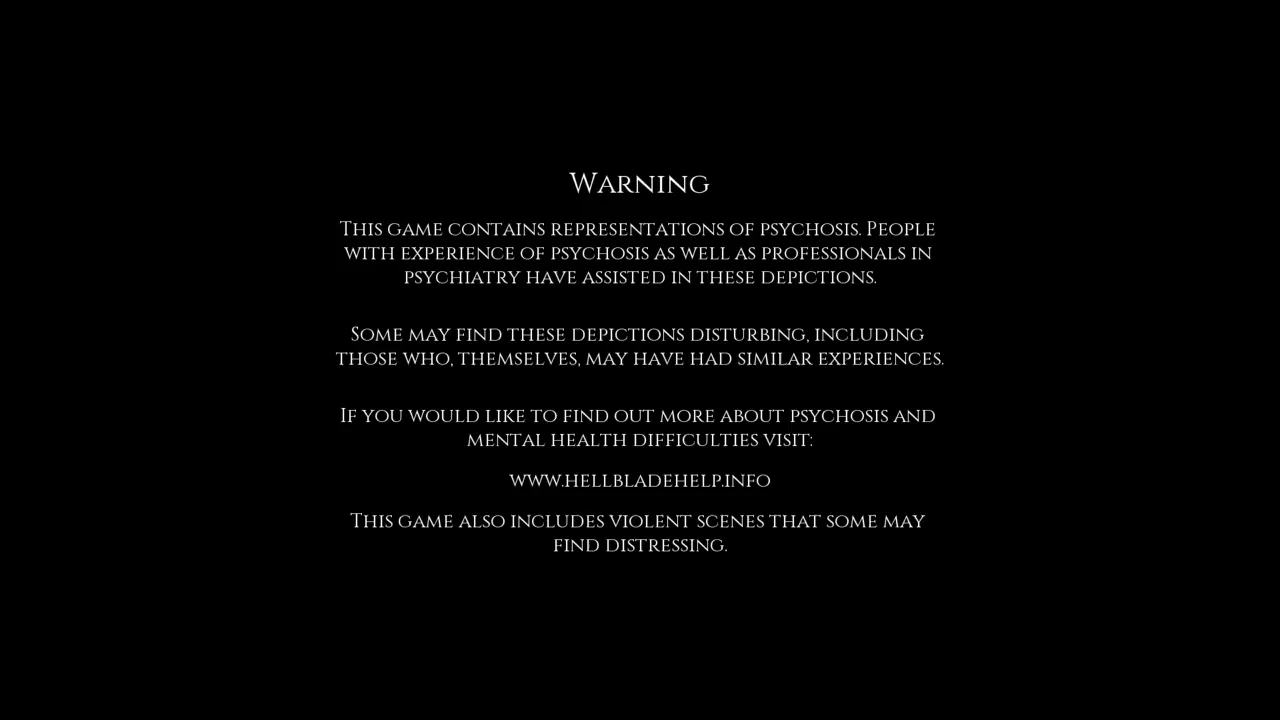 Warning
This game contains representations of psychosis. People
with experience of psychosis as well as professionals in
psychiatry have assisted in these depictions.
Some may find these depictions disturbing, including
those who, themselves, may have had similar experiences.
If you would like to find out more about psychosis and
mental health difficulties visit:
www.hellbladehelp.info
This game also includes violent scenes that some may
find distressing.